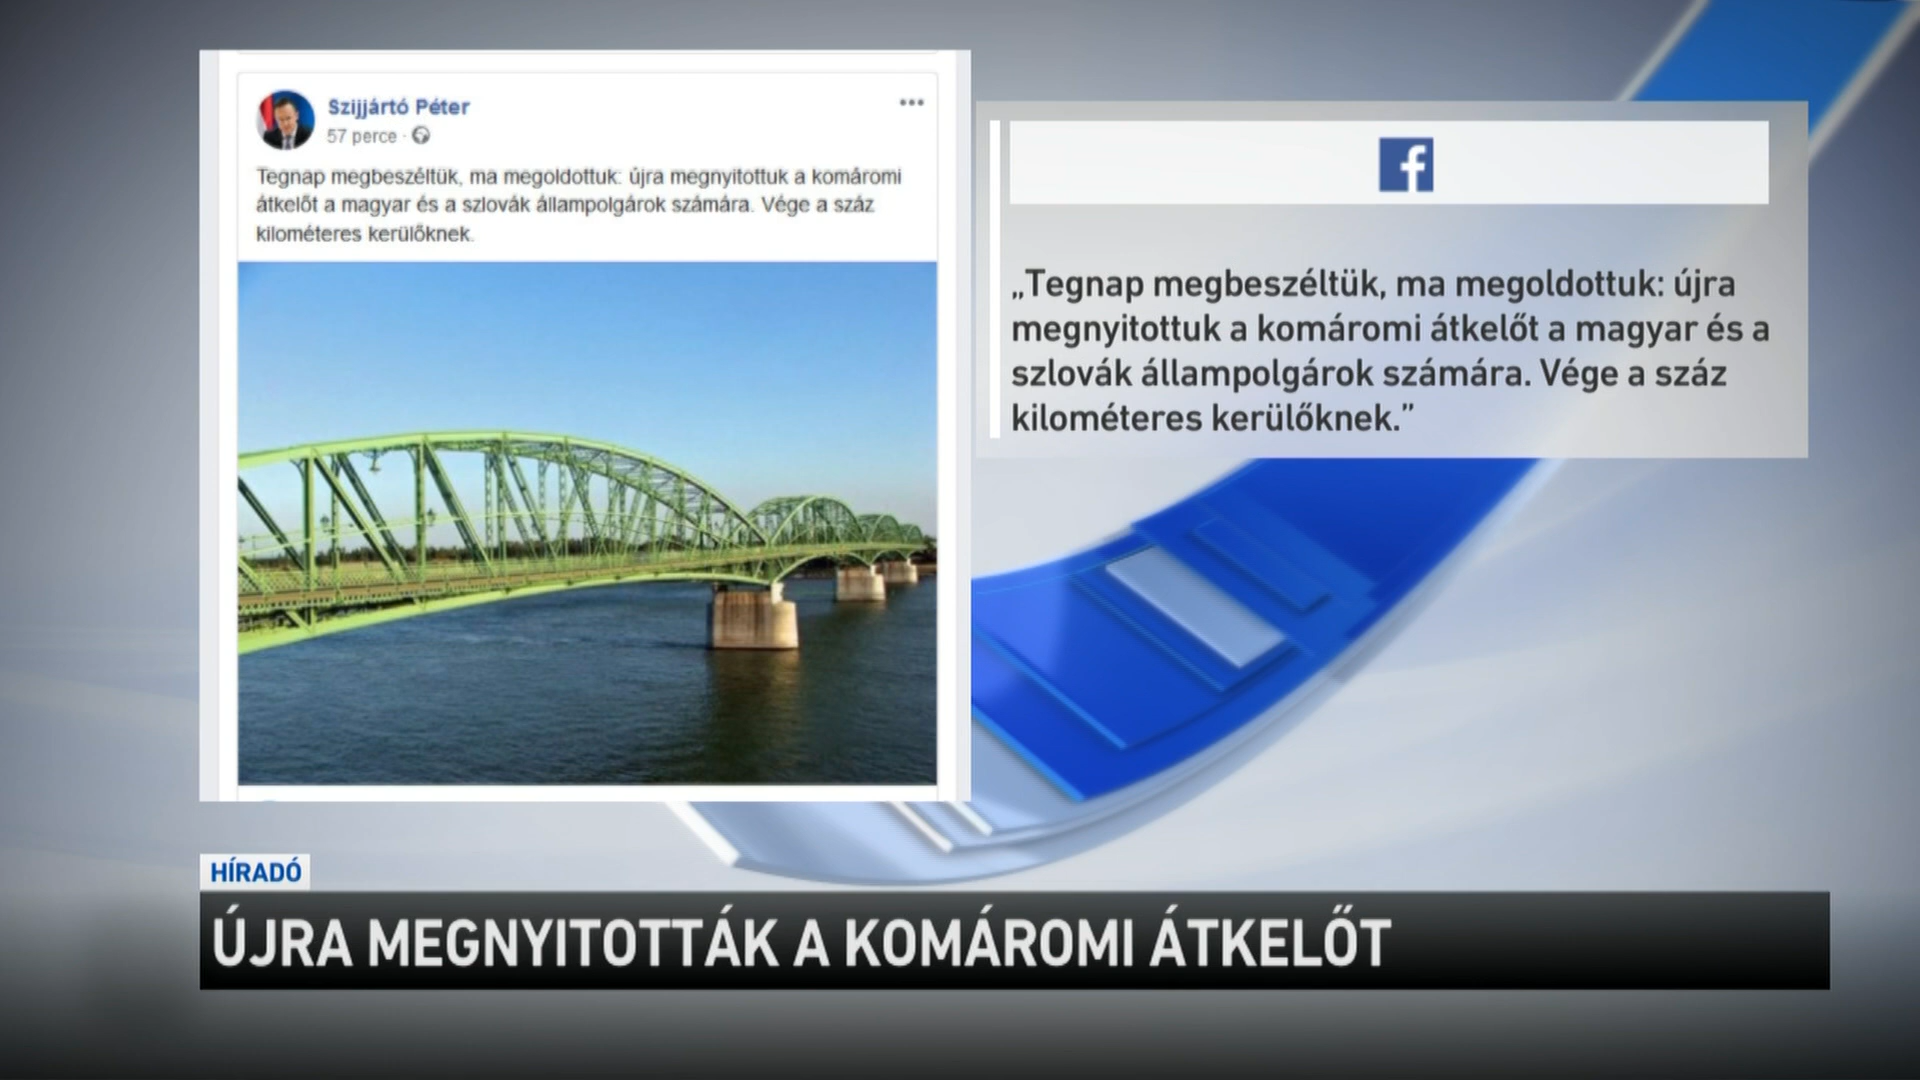 Szijjártó Péter
57 perce ·
Tegnap megbeszéltük, ma megoldottuk: újra megnyitottuk a komáromi
átkelőt a magyar és a szlovák állampolgárok számára. Vége a száz
kilométeres kerülőknek.
„Tegnap megbeszéltük, ma megoldottuk: újra
megnyitottuk a komáromi átkelőt a magyar és a
szlovák állampolgárok számára. Vége a száz
kilométeres kerülőknek.”
HÍRADÓ
ÚJRA MEGNYITOTTÁK A KOMÁROMI ÁTKELŐT